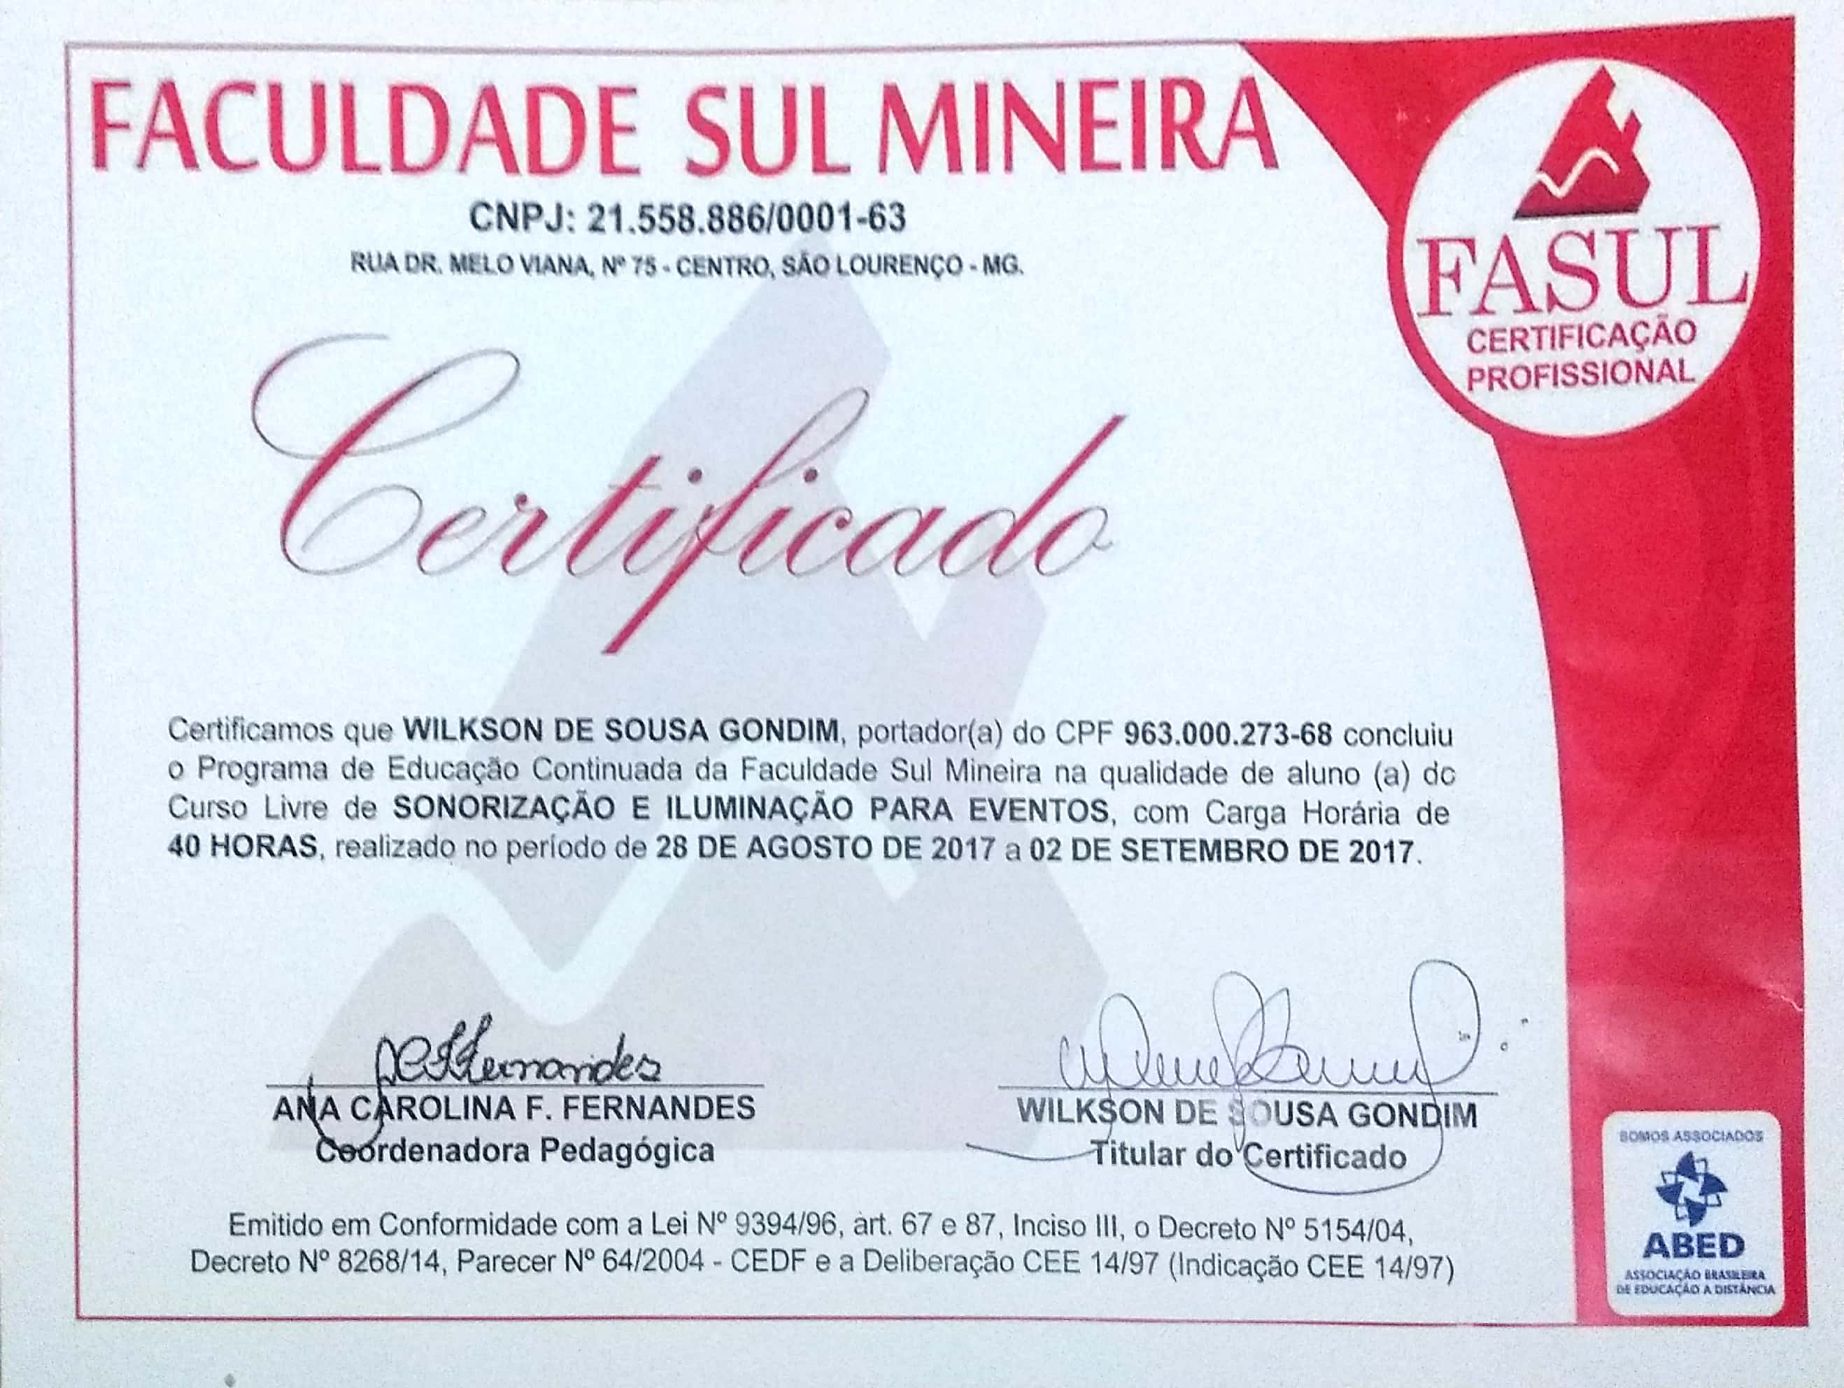 FACULDADE SUL MINEIRA
CNPJ: 21.558.886/0001-63
RUA DR. MELO VIANA, Nº 75 - CENTRO, SÃO LOURENÇO - MG.
FASUL
CERTIFICAÇÃO
PROFISSIONAL
Certificado
Certificamos que WILKSON DE SOUSA GONDIM, portador(a) do CPF 963.000.273-68 concluiu
o Programa de Educação Continuada da Faculdade Sul Mineira na qualidade de aluno (a) do
Curso Livre de SONORIZAÇÃO E ILUMINAÇÃO PARA EVENTOS, com Carga Horária de
40 HORAS, realizado no período de 28 DE AGOSTO DE 2017 a 02 DE SETEMBRO DE 2017.
ANA CAROLINA F. FERNANDES
Coordenadora Pedagógica
WILKSON DE SOUSA GONDIM
Titular do Certificado
Emitido em Conformidade com a Lei Nº 9394/96, art. 67 e 87, Inciso III, o Decreto Nº 5154/04,
Decreto Nº 8268/14, Parecer Nº 64/2004 - CEDF e a Deliberação CEE 14/97 (Indicação CEE 14/97)
SOMOS ASSOCIADOS
ABED
ASSOCIAÇÃO BRASILEIRA
DE EDUCAÇÃO A DISTÂNCIA